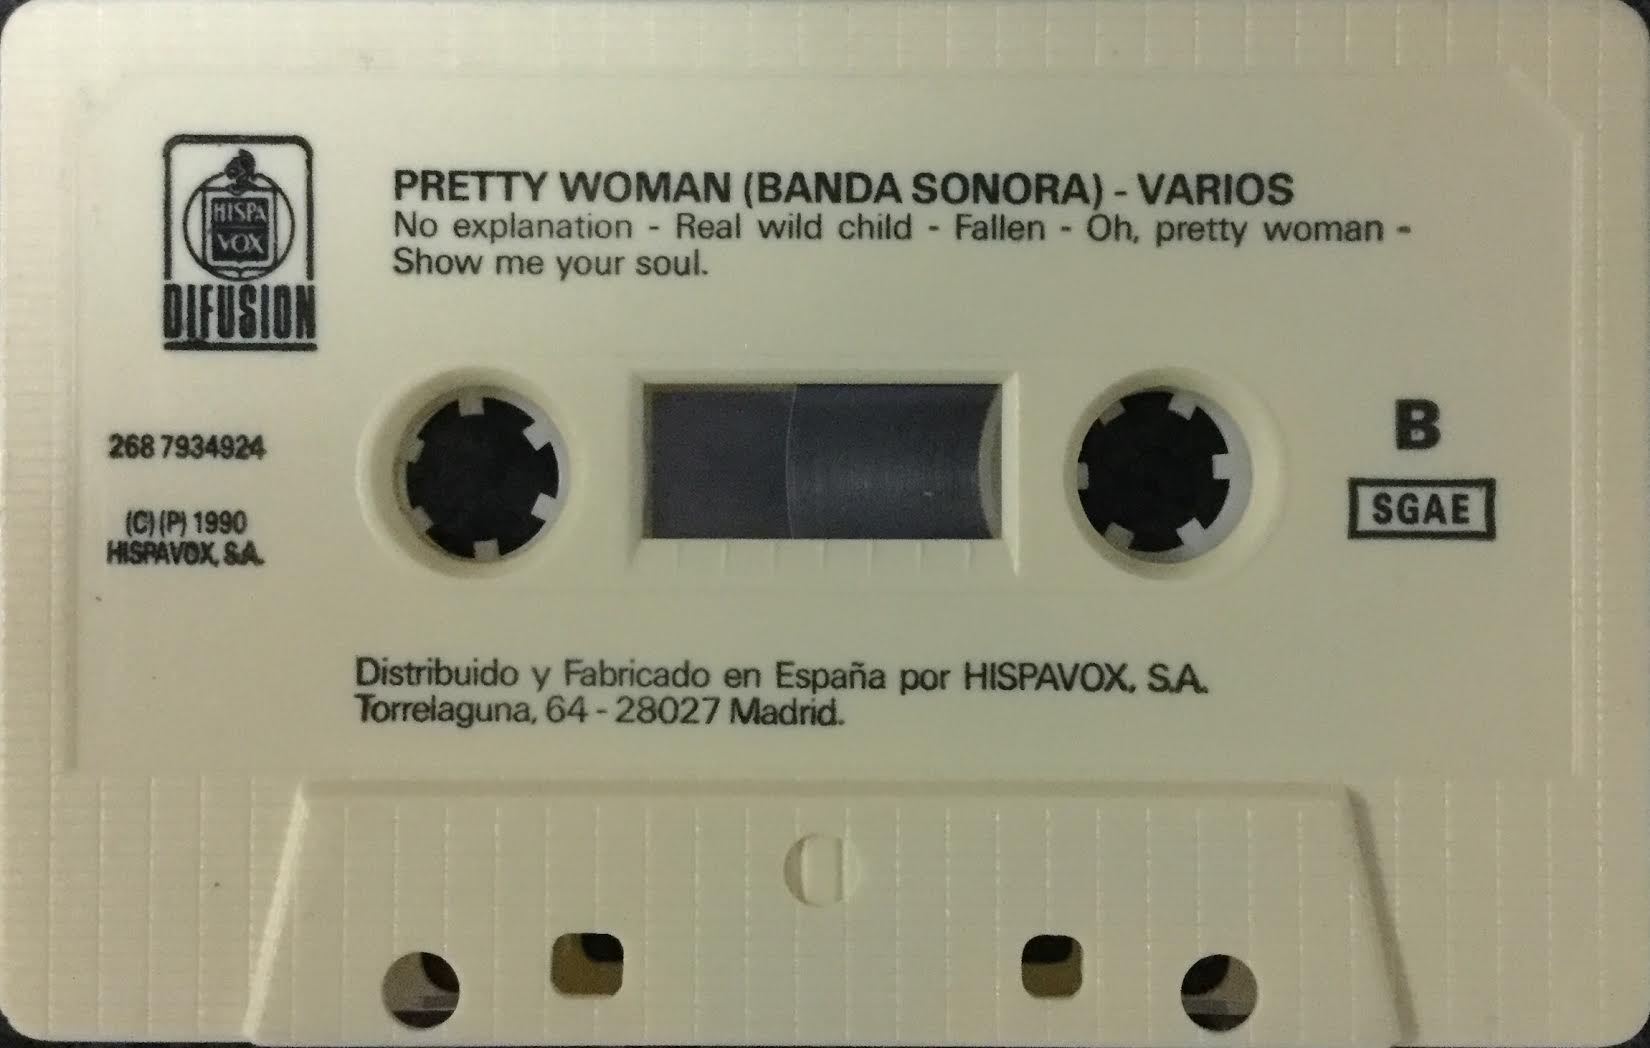 HISPA
VOX
DIFUSION
PRETTY WOMAN (BANDA SONORA) - VARIOS
No explanation - Real wild child - Fallen - Oh, pretty woman -
Show me your soul.
268 7934924
(C) (P) 1990
HISPAVOX, S.A.
B
SGAE
Distribuido y Fabricado en España por HISPAVOX, S.A.
Torrelaguna, 64 - 28027 Madrid.